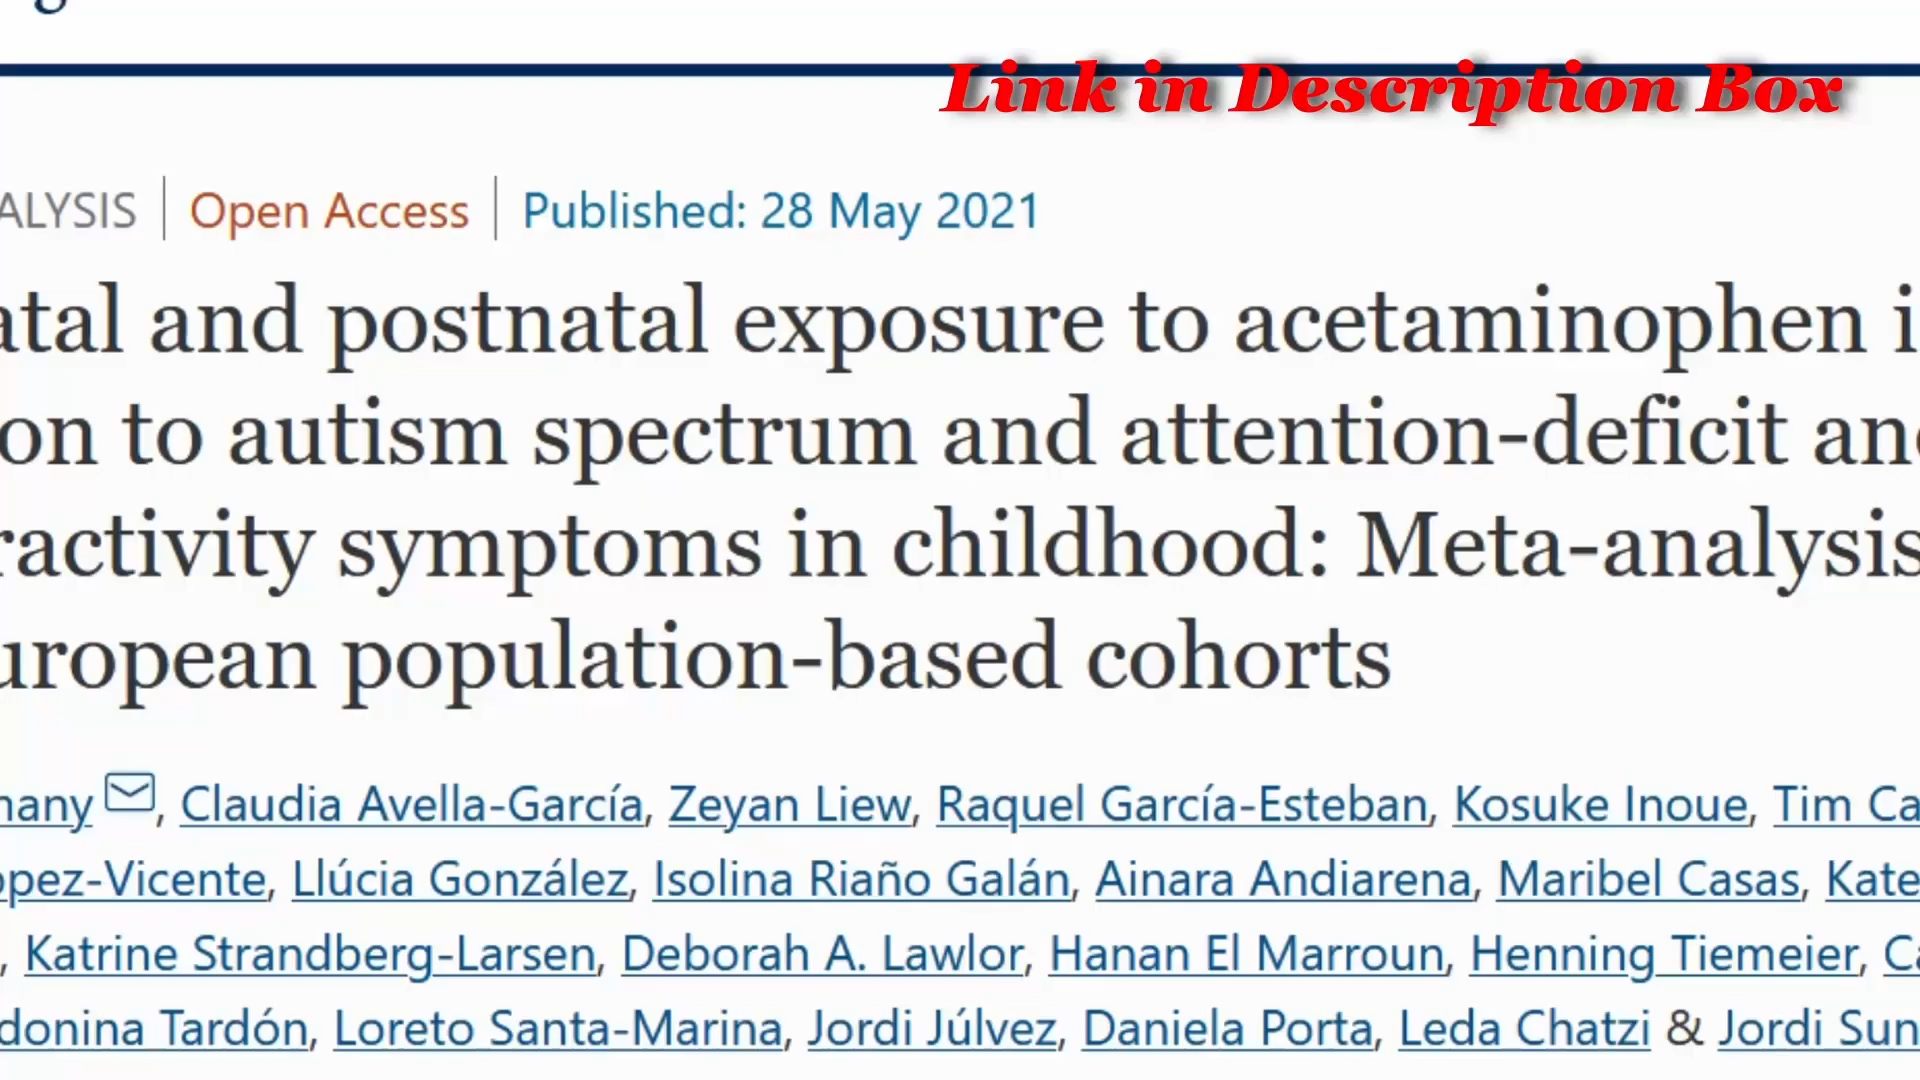 g
Link in Description Box
ALYSIS | Open Access | Published: 28 May 2021
atal and postnatal exposure to acetaminophen i
on to autism spectrum and attention-deficit an
ractivity symptoms in childhood: Meta-analysis
uropean population-based cohorts
many, Claudia Avella-García, Zeyan Liew, Raquel García-Esteban, Kosuke Inoue, Tim Ca
opez-Vicente, Llúcia González, Isolina Riaño Galán, Ainara Andiarena, Maribel Casas, Kate
, Katrine Strandberg-Larsen, Deborah A. Lawlor, Hanan El Marroun, Henning Tiemeier, Ca
donina Tardón, Loreto Santa-Marina, Jordi Júlvez, Daniela Porta, Leda Chatzi & Jordi Sun